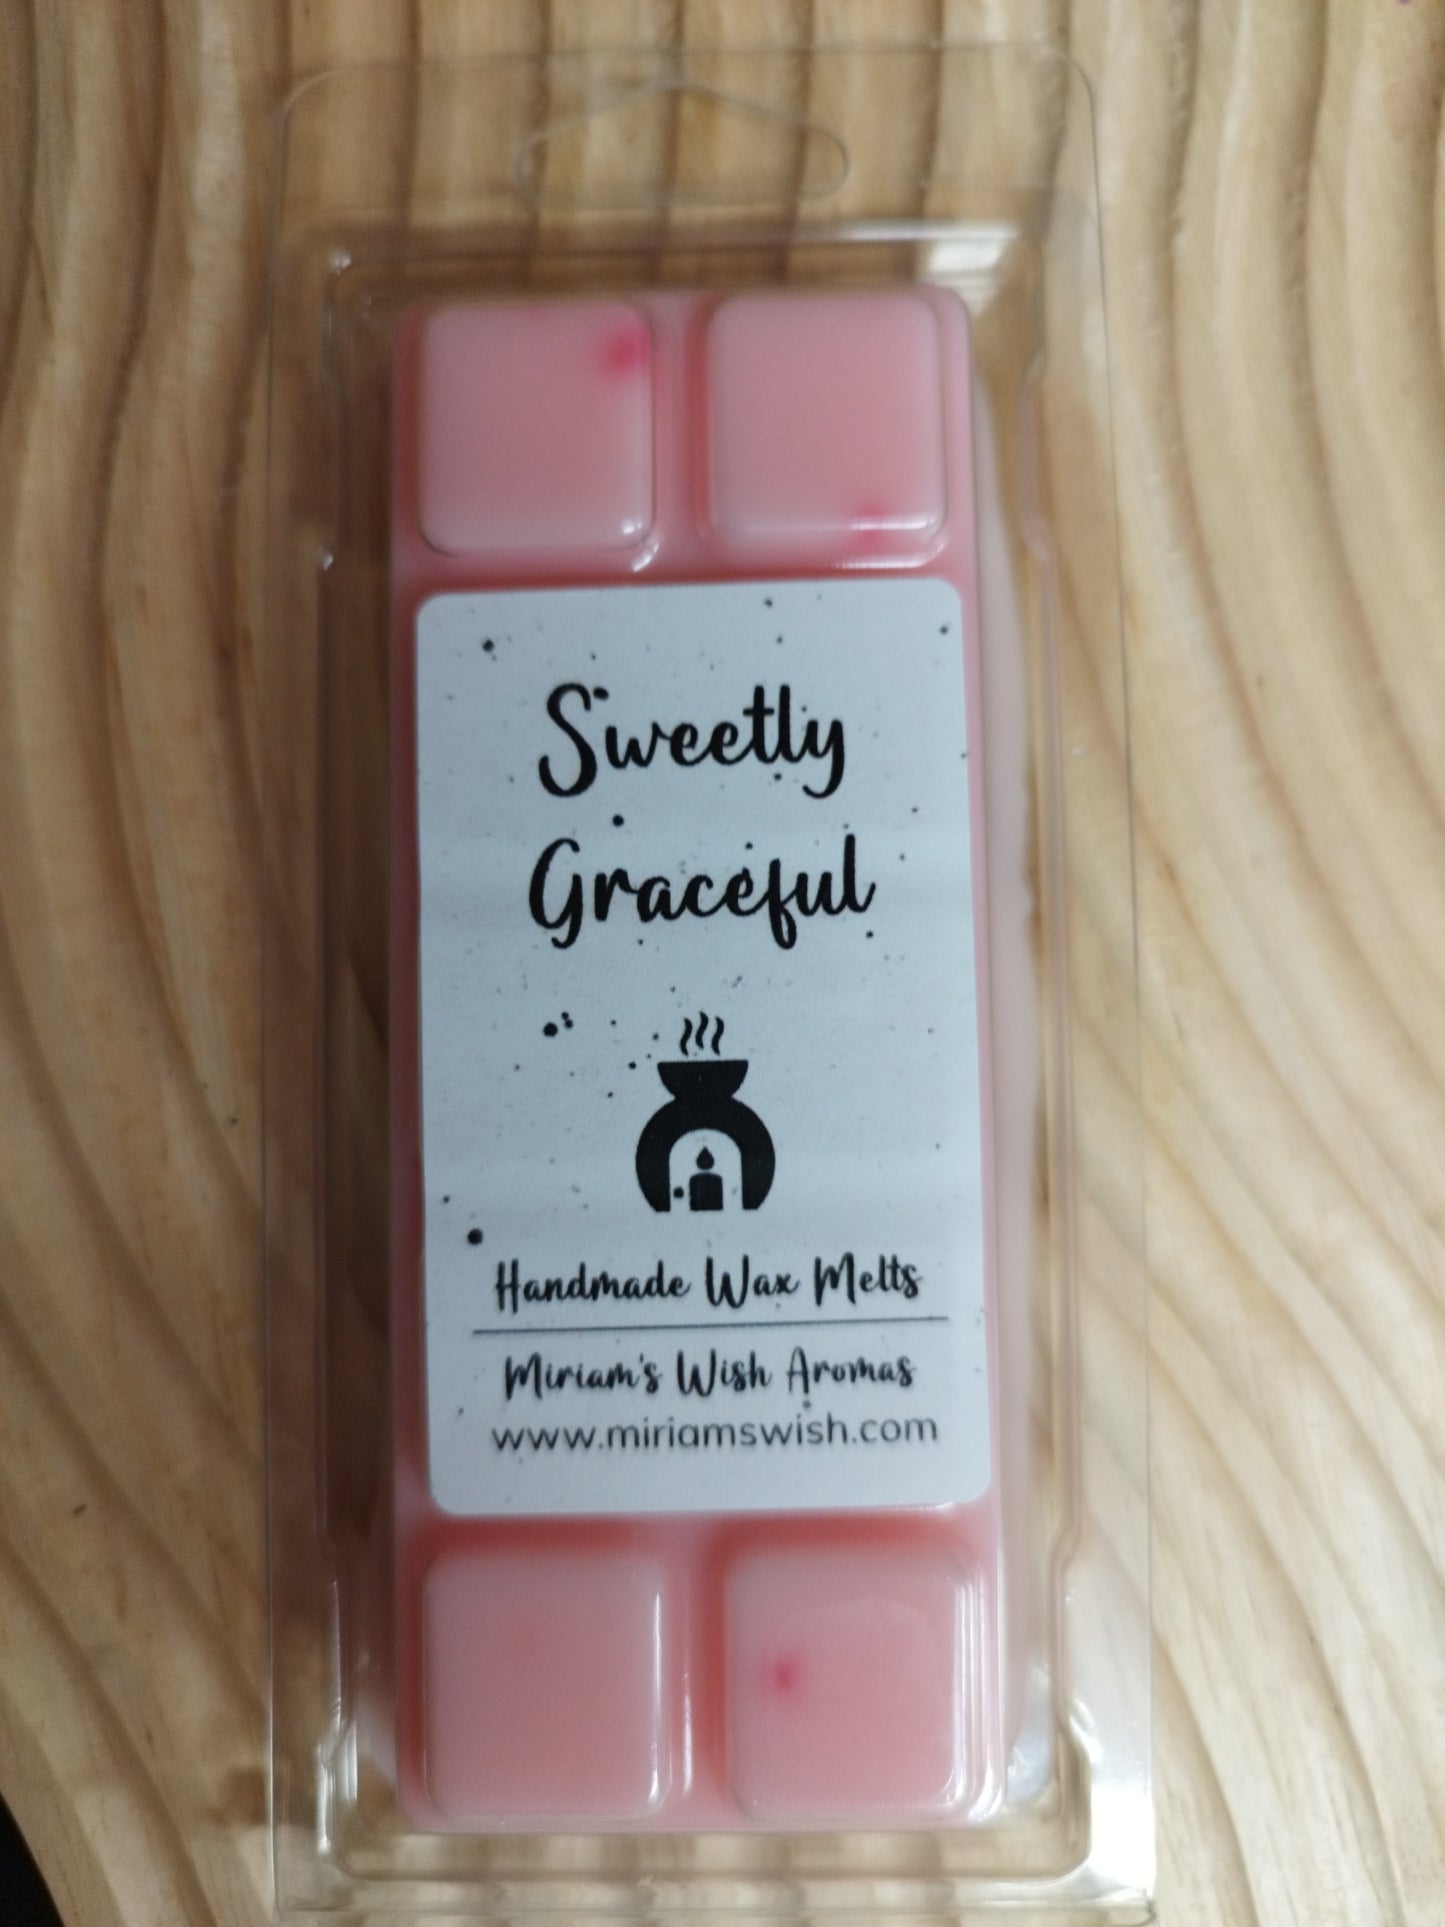 Sweetly
Graceful
Handmade Wax Melts
Miriam's Wish Aromas
www.miriamswish.com